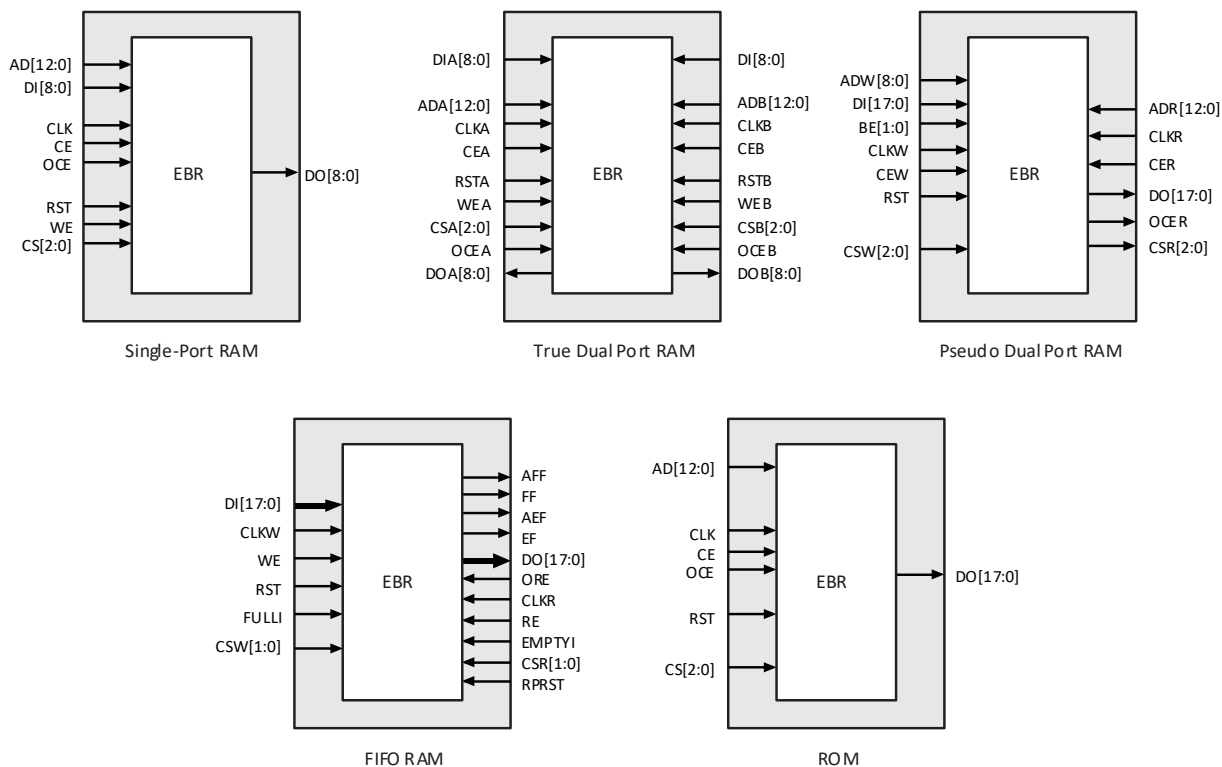 AD[12:0]
DI[8:0]
CLK
CE
OCE
RST
WE
CS[2:0]
EBR
DO[8:0]
Single-Port RAM
DIA[8:0]
ADA[12:0]
CLKA
CEA
RSTA
WEA
CSA[2:0]
OCEA
DOA[8:0]
EBR
DI[8:0]
ADB[12:0]
CLKB
CEB
RSTB
WEB
CSB[2:0]
OCEB
DOB[8:0]
True Dual Port RAM
ADW[8:0]
DI[17:0]
BE[1:0]
CLKW
CEW
RST
CSW[2:0]
EBR
ADR[12:0]
CLKR
CER
DO[17:0]
OCER
CSR[2:0]
Pseudo Dual Port RAM
DI[17:0]
CLKW
WE
RST
FULLI
CSW[1:0]
EBR
AFF
FF
AEF
EF
DO[17:0]
ORE
CLKR
RE
EMPTYI
CSR[1:0]
RPRST
FIFO RAM
AD[12:0]
CLK
CE
OCE
RST
CS[2:0]
EBR
DO[17:0]
ROM